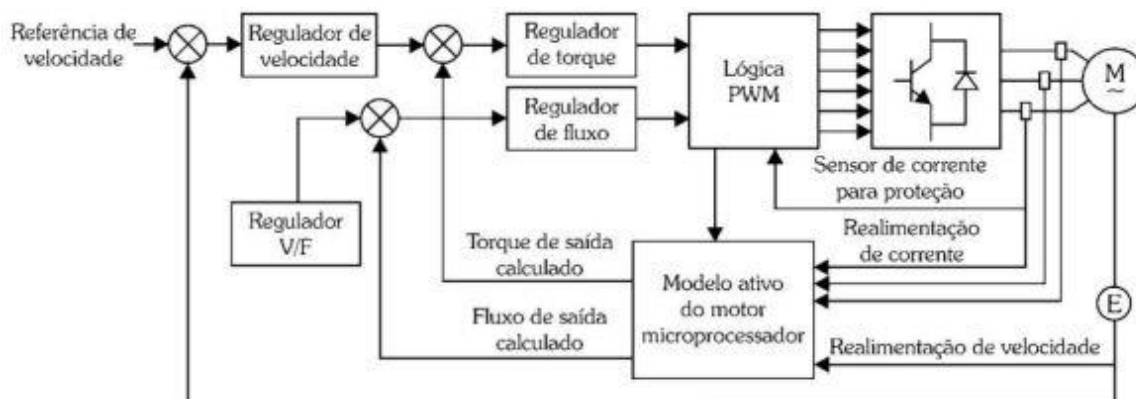 Referência de
velocidade
Regulador de
velocidade
Regulador
de torque
Lógica
PWM
M
~
Regulador
de fluxo
Sensor de corrente
para proteção
Regulador
V/F
Torque de saída
calculado
Realimentação
de corrente
Modelo ativo
do motor
microprocessador
E
Fluxo de saída
calculado
Realimentação de velocidade